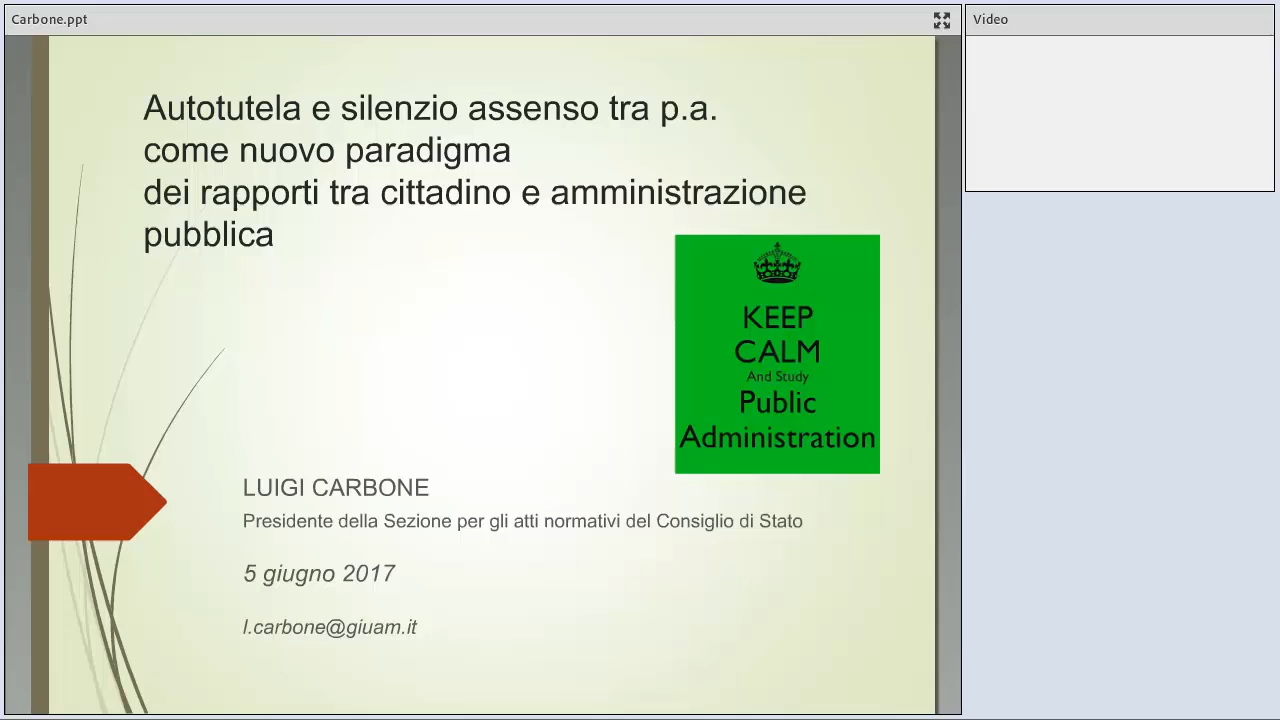 Carbone.ppt
Video
Autotutela e silenzio assenso tra p.a.
come nuovo paradigma
dei rapporti tra cittadino e amministrazione
pubblica
KEEP
CALM
And Study
Public
Administration
LUIGI CARBONE
Presidente della Sezione per gli atti normativi del Consiglio di Stato
5 giugno 2017
l.carbone@giuam.it